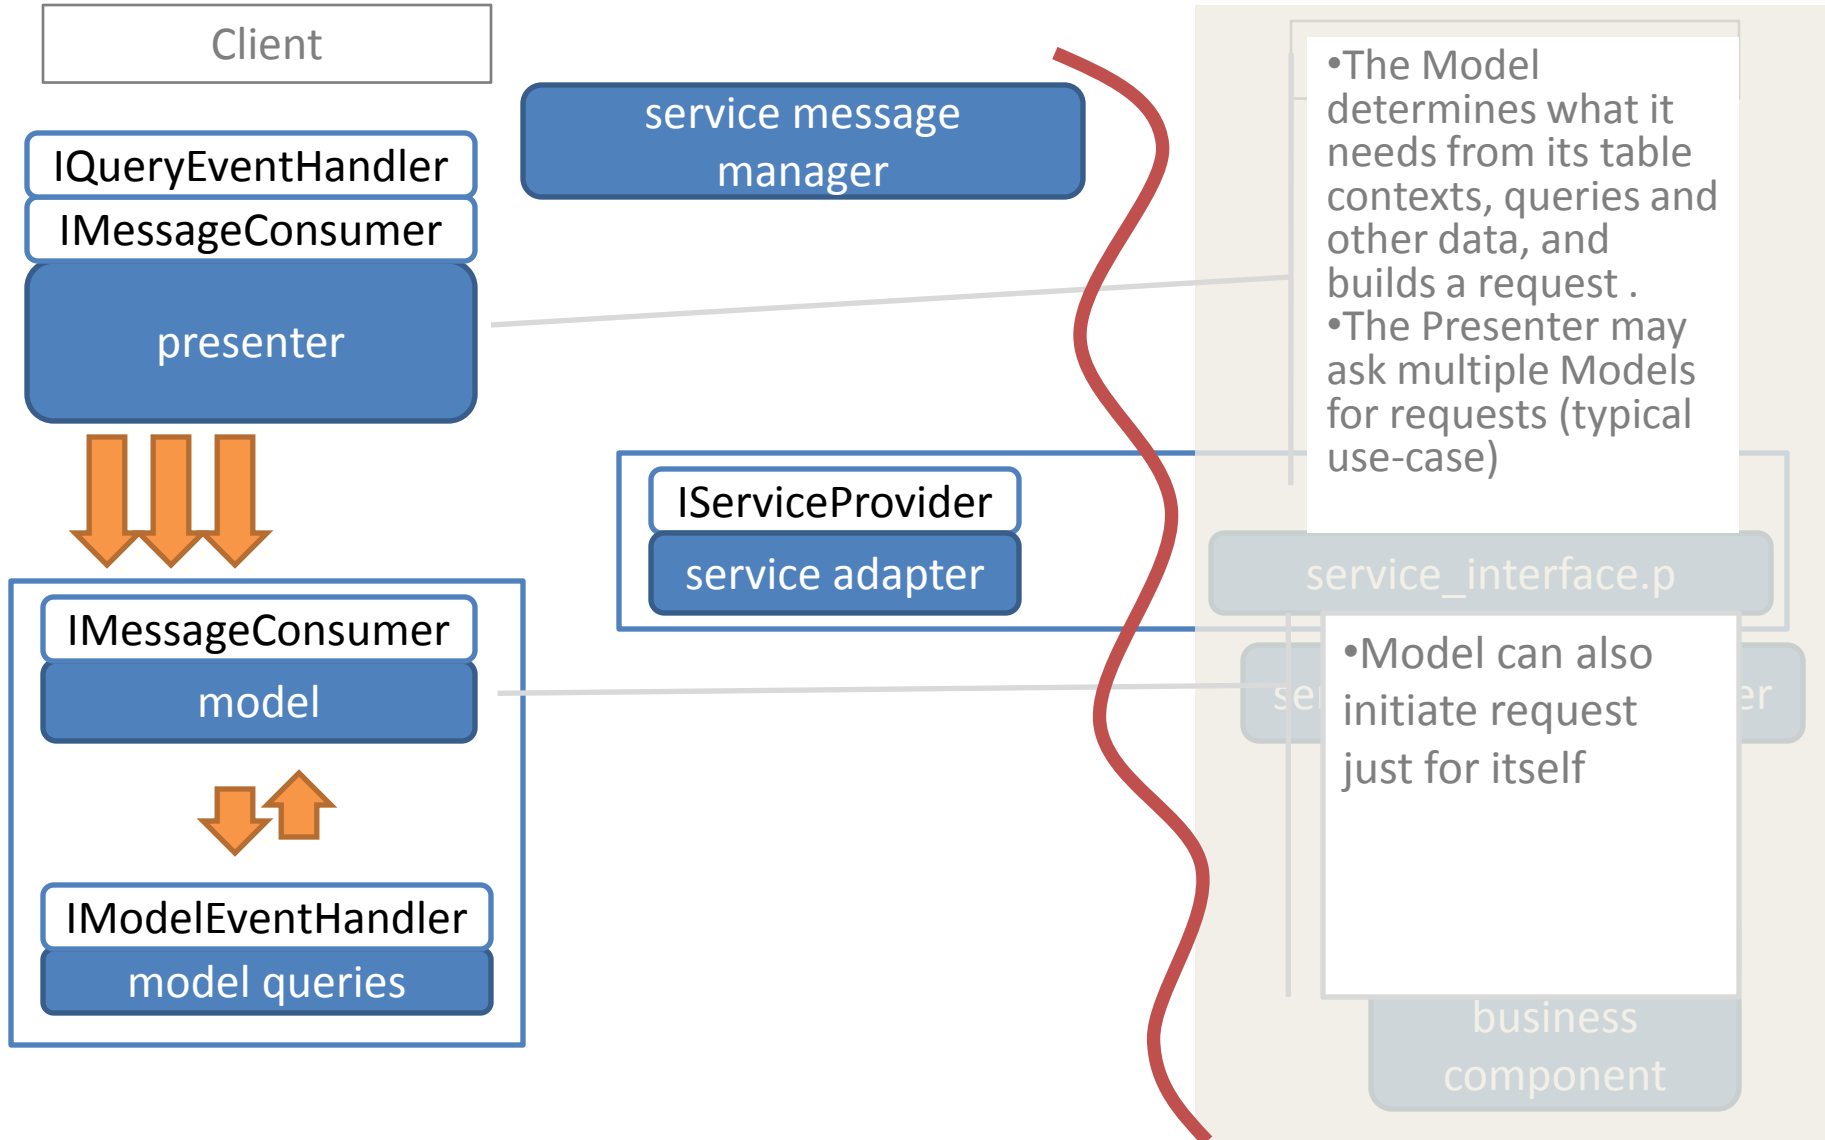 Client
service message
manager
IQueryEventHandler
IMessageConsumer
presenter
IServiceProvider
service adapter
IMessageConsumer
model
IModelEventHandler
model queries
•The Model
determines what it
needs from its table
contexts, queries and
other data, and
builds a request .
•The Presenter may
ask multiple Models
for requests (typical
use-case)
service_interface.p
•Model can also
initiate request
just for itself
business
component